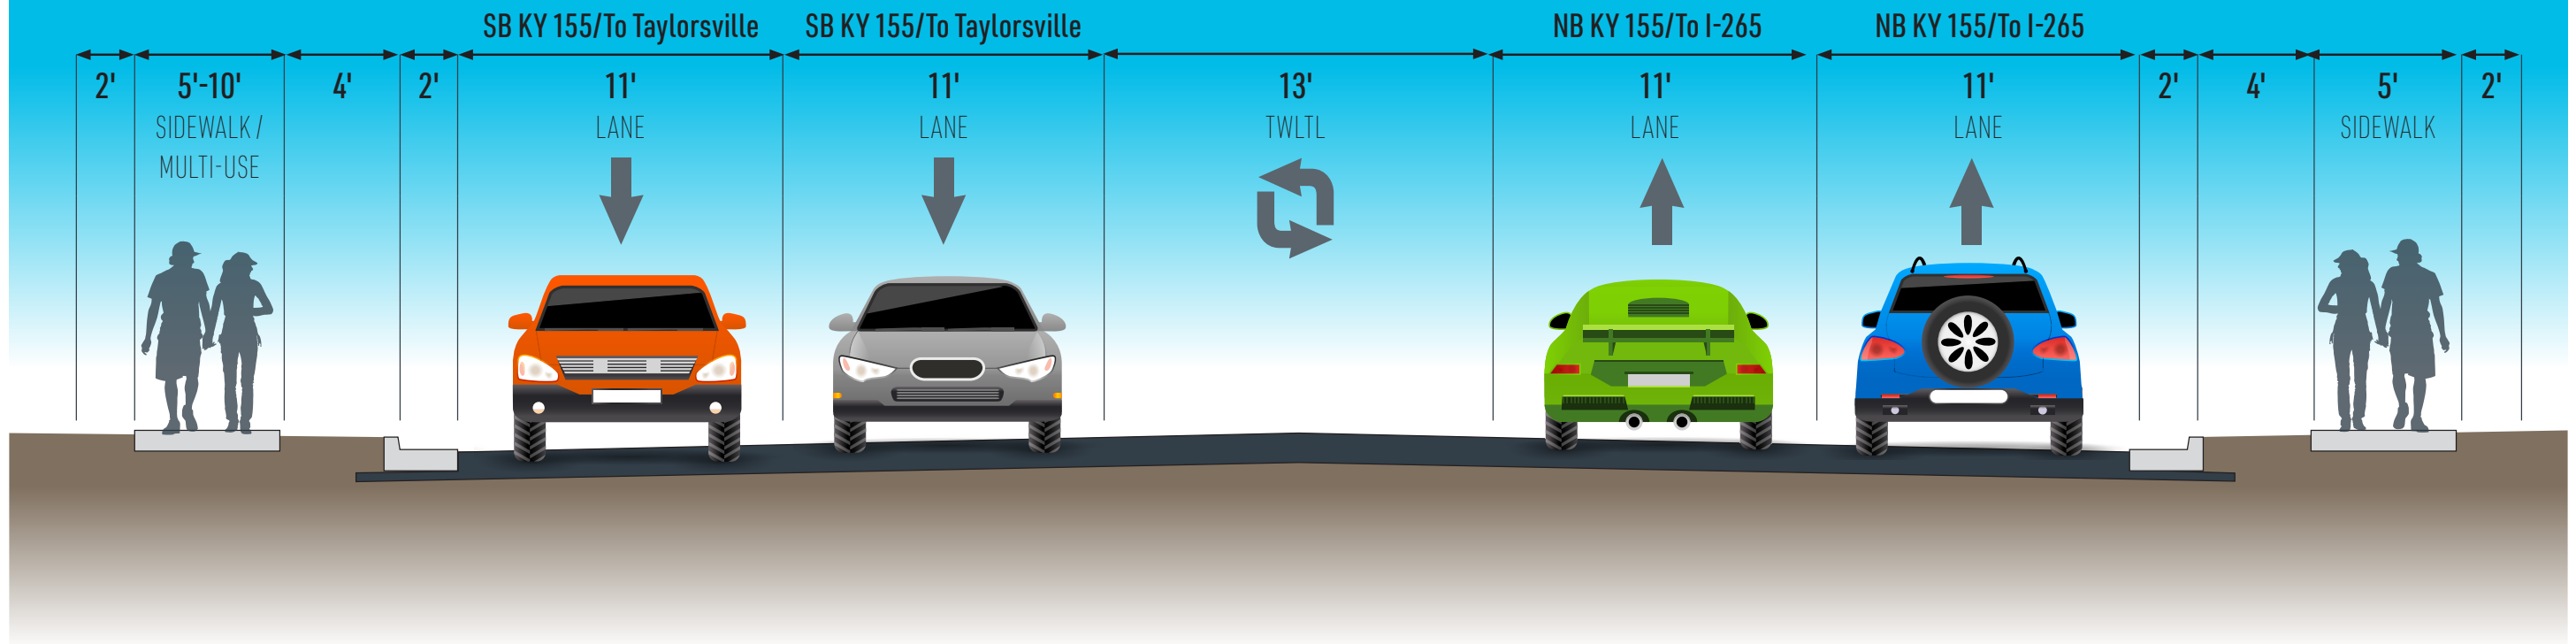 SB KY 155/To Taylorsville
SB KY 155/To Taylorsville
NB KY 155/To I-265
NB KY 155/To I-265
2'
5'-10'
SIDEWALK /
MULTI-USE
4'
2'
11'
LANE
11'
LANE
13'
TWLTL
11'
LANE
11'
LANE
2'
4'
5'
SIDEWALK
2'